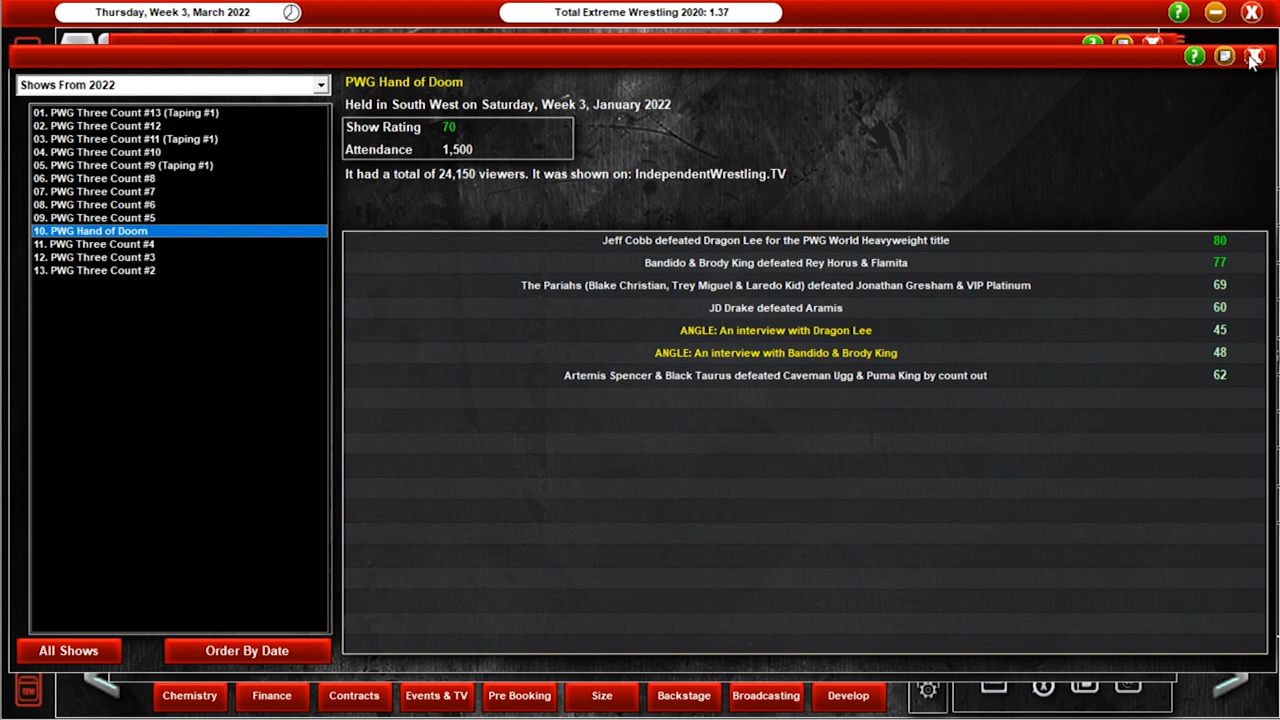 Thursday, Week 3, March 2022
Total Extreme Wrestling 2020: 1.37
Shows From 2022
01. PWG Three Count #13 (Taping #1)
02. PWG Three Count #12
03. PWG Three Count #11 (Taping #1)
04. PWG Three Count #10
05. PWG Three Count #9 (Taping #1)
06. PWG Three Count #8
07. PWG Three Count #7
08. PWG Three Count #6
09. PWG Three Count #5
10. PWG Hand of Doom
11. PWG Three Count #4
12. PWG Three Count #3
13. PWG Three Count #2
All Shows
Order By Date
PWG Hand of Doom
Held in South West on Saturday, Week 3, January 2022
Show Rating 70
Attendance 1,500
It had a total of 24,150 viewers. It was shown on: IndependentWrestling.TV
Jeff Cobb defeated Dragon Lee for the PWG World Heavyweight title 80
Bandido & Brody King defeated Rey Horus & Flamita 77
The Pariahs (Blake Christian, Trey Miguel & Laredo Kid) defeated Jonathan Gresham & VIP Platinum 69
JD Drake defeated Aramis 60
ANGLE: An interview with Dragon Lee 45
ANGLE: An interview with Bandido & Brody King 48
Artemis Spencer & Black Taurus defeated Caveman Ugg & Puma King by count out 62
TEW
Chemistry
Finance
Contracts
Events & TV
Pre Booking
Size
Backstage
Broadcasting
Develop